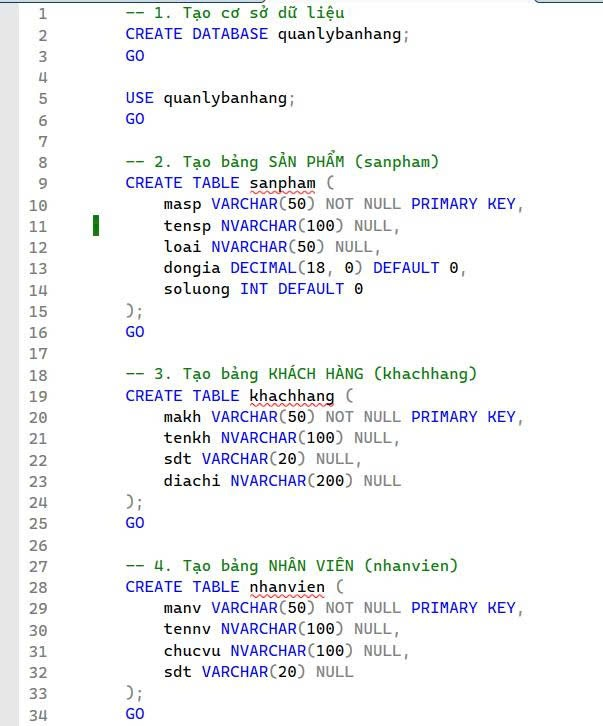 1 -- 1. Tạo cơ sở dữ liệu
2 CREATE DATABASE quanlybanhang;
3 GO
4
5 USE quanlybanhang;
6 GO
7
8 -- 2. Tạo bảng SẢN PHẨM (sanpham)
9 CREATE TABLE sanpham (
10 masp VARCHAR(50) NOT NULL PRIMARY KEY,
11 tensp NVARCHAR(100) NULL,
12 loai NVARCHAR(50) NULL,
13 dongia DECIMAL(18, 0) DEFAULT 0,
14 soluong INT DEFAULT 0
15 );
16 GO
17
18 -- 3. Tạo bảng KHÁCH HÀNG (khachhang)
19 CREATE TABLE khachhang (
20 makh VARCHAR(50) NOT NULL PRIMARY KEY,
21 tenkh NVARCHAR(100) NULL,
22 sdt VARCHAR(20) NULL,
23 diachi NVARCHAR(200) NULL
24 );
25 GO
26
27 -- 4. Tạo bảng NHÂN VIÊN (nhanvien)
28 CREATE TABLE nhanvien (
29 manv VARCHAR(50) NOT NULL PRIMARY KEY,
30 tennv NVARCHAR(100) NULL,
31 chucvu NVARCHAR(100) NULL,
32 sdt VARCHAR(20) NULL
33 );
34 GO